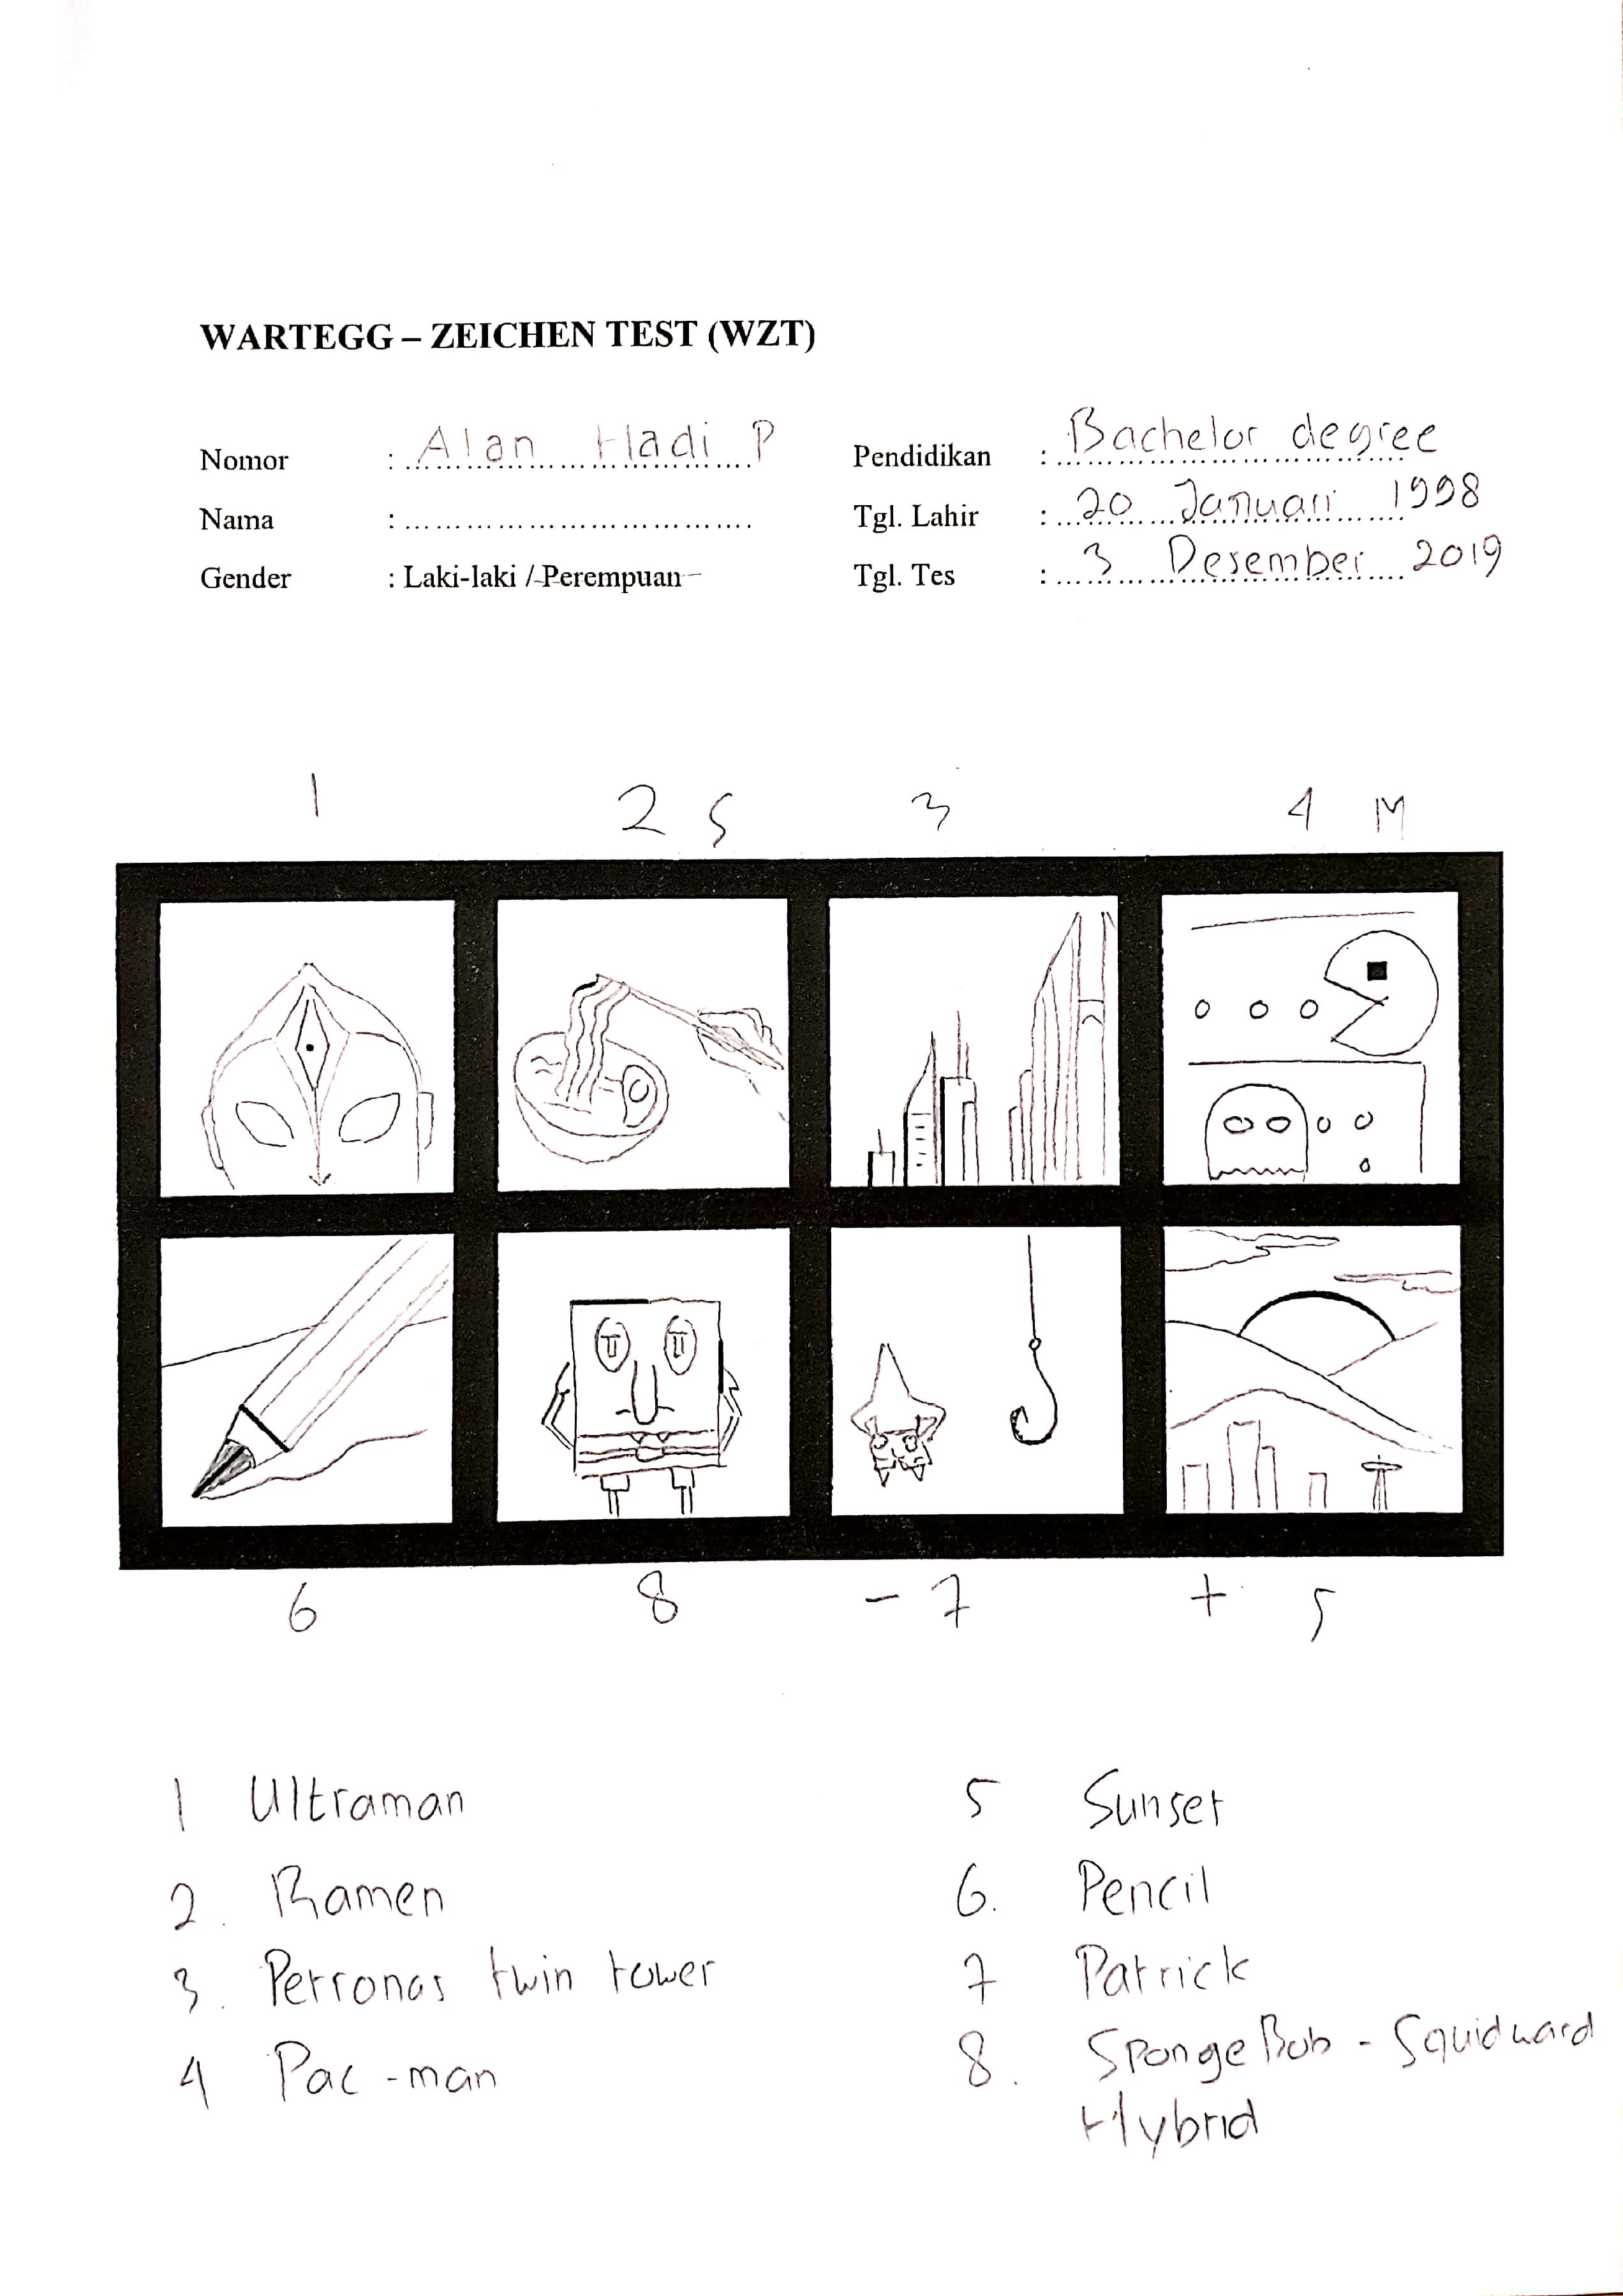 WARTEGG – ZEICHEN TEST (WZT)
Nomor : Alan Hadi P
Pendidikan : Bachelor degree
Nama : ....................................
Tgl. Lahir : 20 Januari 1998
Gender : Laki-laki / Perempuan
Tgl. Tes : 3 Desember 2019
1 2 S 3 4 M
6 8 - 7 + 5
1 Ultraman
2. Ramen
3. Petronas twin tower
4 Pac-man
5 Sunset
6. Pencil
7 Patrick
8. SpongeBob - Squidward
Hybrid